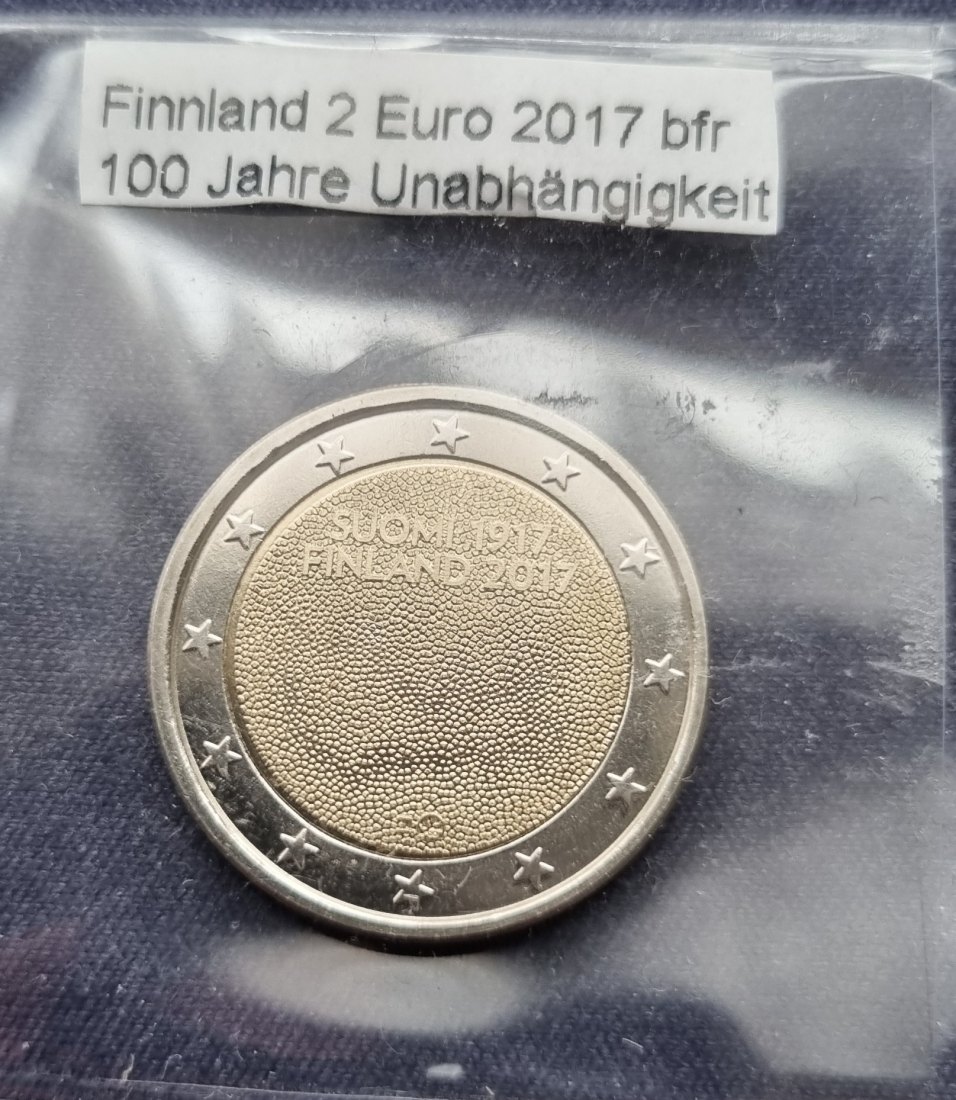 Finnland 2 Euro 2017 bfr
100 Jahre Unabhängigkeit
SUOMI 1917
FINLAND 2017